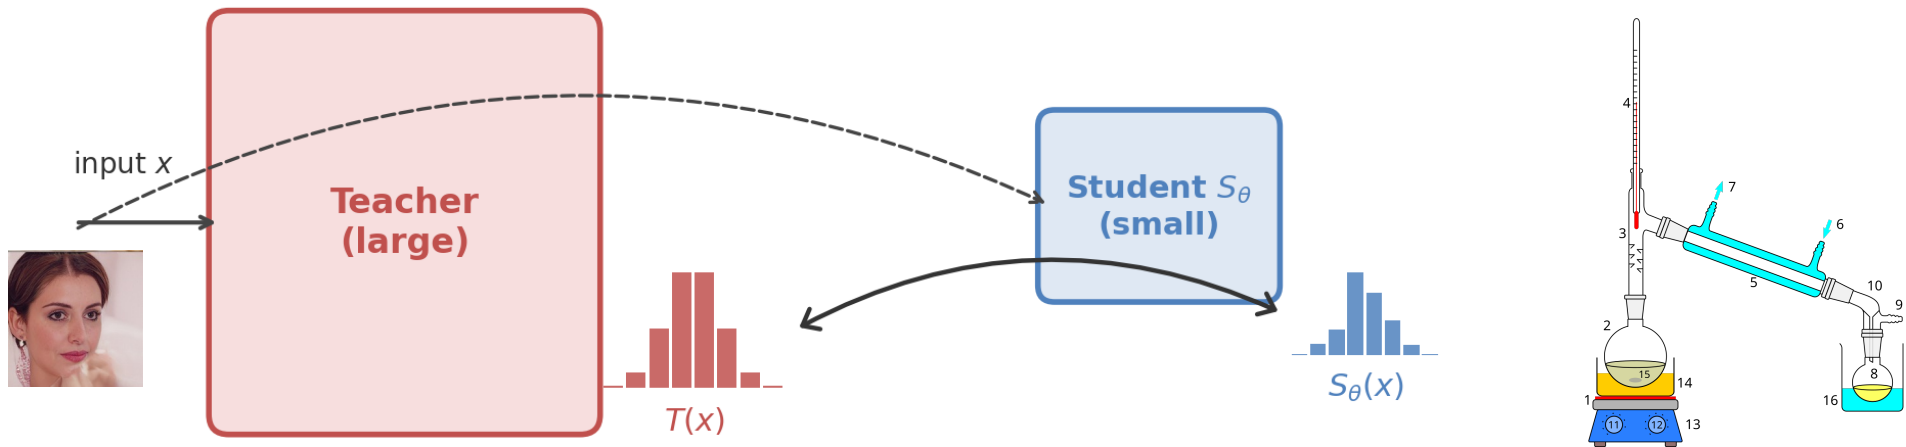 input x
Teacher
(large)
T(x)
Student Sθ
(small)
Sθ(x)
4
7
6
3
5
10
9
2
15
8
14
1
16
11
12
13